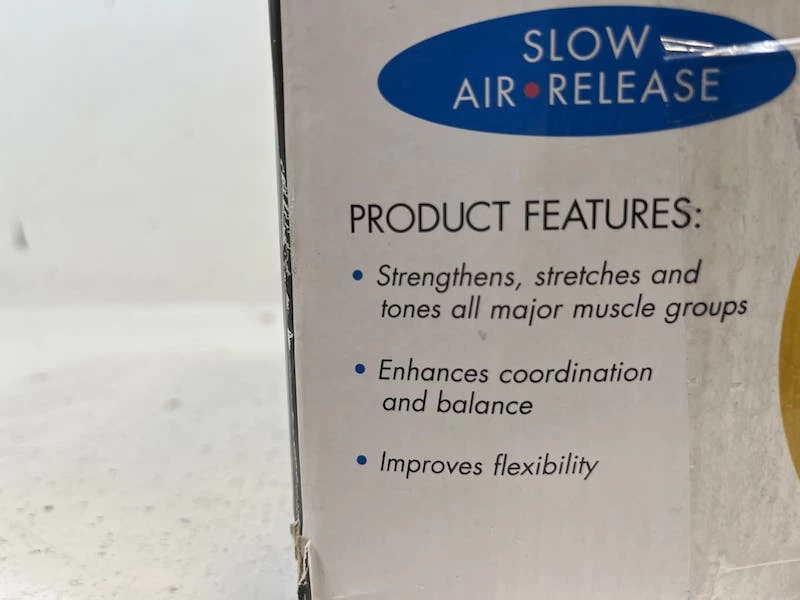 SLOW
AIR•RELEASE
PRODUCT FEATURES:
• Strengthens, stretches and
tones all major muscle groups
• Enhances coordination
and balance
• Improves flexibility